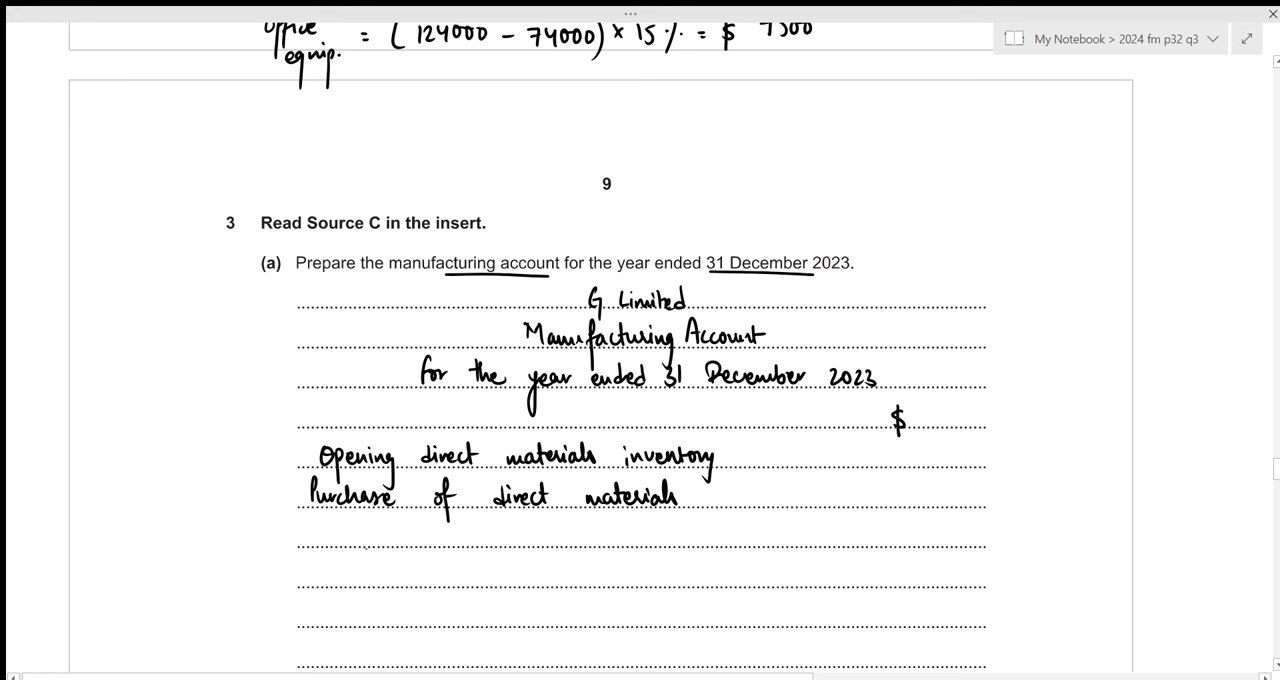 office = (124000 - 74000) × 15 % = $ 7500
equip.
My Notebook > 2024 fm p32 q3
9
3 Read Source C in the insert.
(a) Prepare the manufacturing account for the year ended 31 December 2023.
G Limited
Manufacturing Account
for the year ended 31 December 2023
$
Opening direct materials inventory
Purchase of direct materials